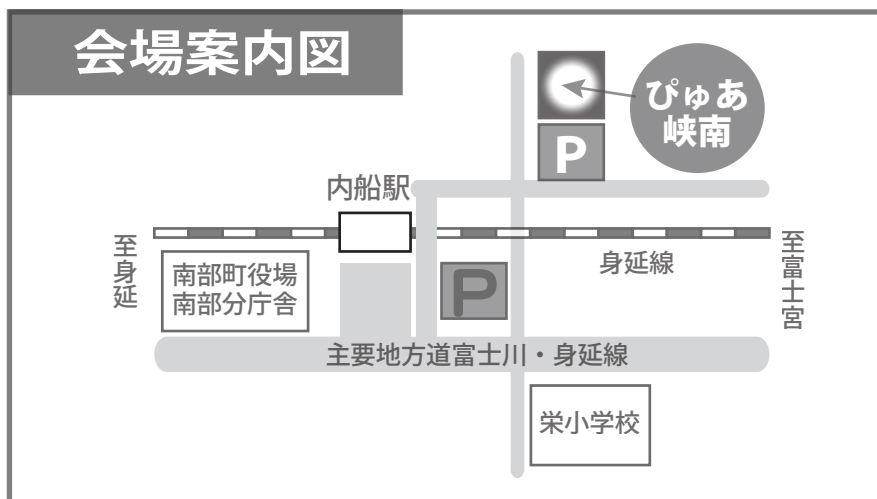 会場案内図
ぴゅあ
峡南
P
内船駅
至身延
身延線
至富士宮
南部町役場
南部分庁舎
P
主要地方道富士川・身延線
栄小学校